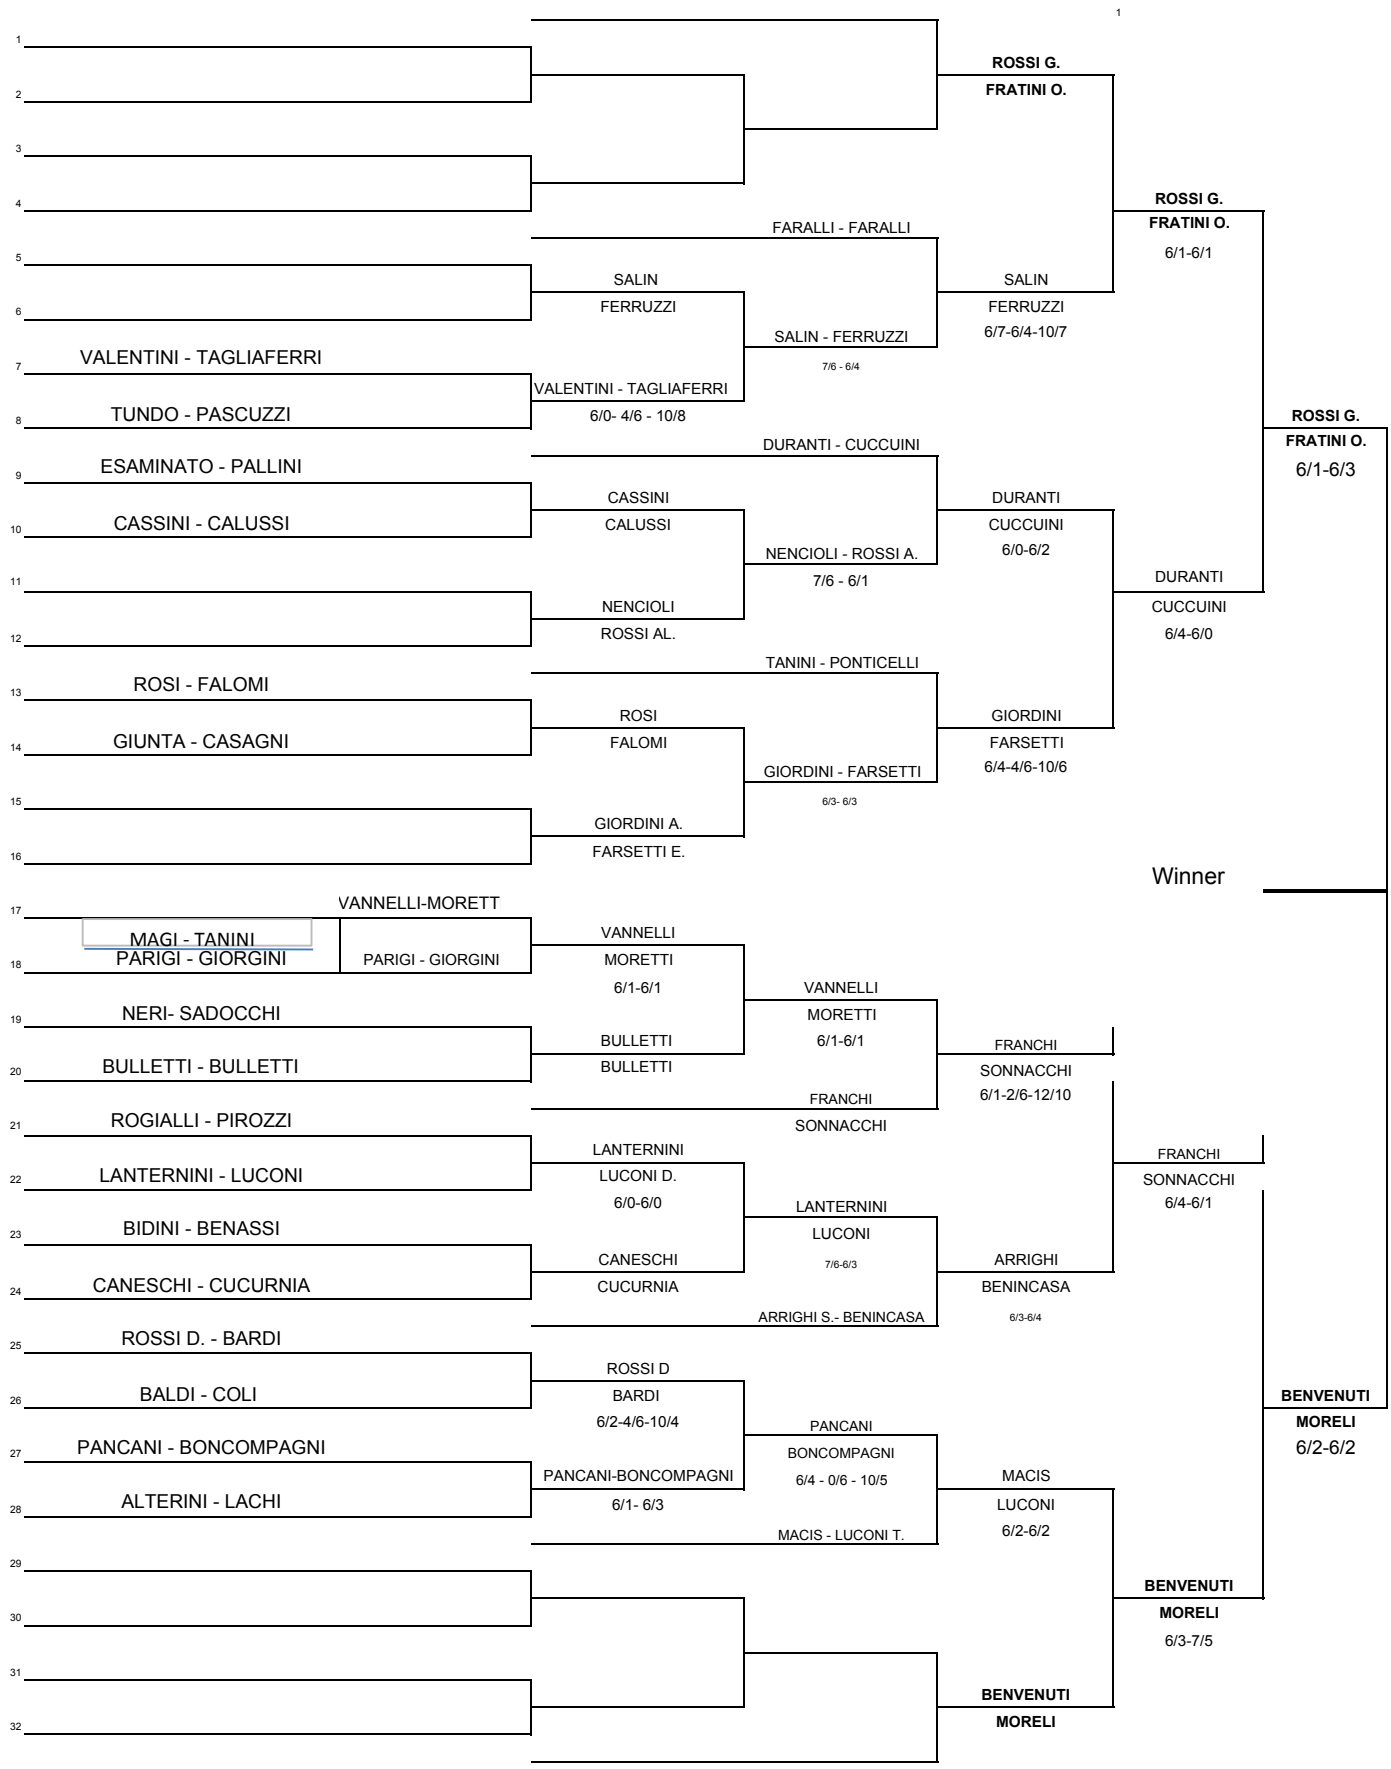 1
1
ROSSI G.
2
FRATINI O.
3
4
ROSSI G.
FRATINI O.
FARALLI - FARALLI
6/1-6/1
5
SALIN
SALIN
6
FERRUZZI
FERRUZZI
SALIN - FERRUZZI
6/7-6/4-10/7
VALENTINI - TAGLIAFERRI
7
7/6 - 6/4
VALENTINI - TAGLIAFERRI
TUNDO - PASCUZZI
8
6/0- 4/6 - 10/8
ROSSI G.
FRATINI O.
DURANTI - CUCCUINI
6/1-6/3
ESAMINATO - PALLINI
9
CASSINI
DURANTI
CASSINI - CALUSSI
10
CALUSSI
CUCCUINI
NENCIOLI - ROSSI A.
6/0-6/2
11
7/6 - 6/1
DURANTI
NENCIOLI
CUCCUINI
12
ROSSI AL.
6/4-6/0
TANINI - PONTICELLI
ROSI - FALOMI
13
ROSI
GIORDINI
GIUNTA - CASAGNI
14
FALOMI
FARSETTI
GIORDINI - FARSETTI
6/4-4/6-10/6
15
6/3- 6/3
GIORDINI A.
16
FARSETTI E.
Winner
17
VANNELLI-MORETT
MAGI - TANINI
VANNELLI
18
PARIGI - GIORGINI
PARIGI - GIORGINI
MORETTI
6/1-6/1
VANNELLI
NERI- SADOCCHI
19
MORETTI
BULLETTI
6/1-6/1
FRANCHI
BULLETTI - BULLETTI
20
BULLETTI
SONNACCHI
6/1-2/6-12/10
FRANCHI
ROGIALLI - PIROZZI
21
SONNACCHI
LANTERNINI
FRANCHI
LANTERNINI - LUCONI
22
LUCONI D.
SONNACCHI
6/0-6/0
6/4-6/1
LANTERNINI
BIDINI - BENASSI
23
LUCONI
CANESCHI
7/6-6/3
ARRIGHI
CANESCHI - CUCURNIA
24
CUCURNIA
BENINCASA
ARRIGHI S.- BENINCASA
6/3-6/4
ROSSI D. - BARDI
25
ROSSI D
BALDI - COLI
26
BARDI
BENVENUTI
6/2-4/6-10/4
MORELI
PANCANI
6/2-6/2
PANCANI - BONCOMPAGNI
27
BONCOMPAGNI
PANCANI-BONCOMPAGNI
6/4 - 0/6 - 10/5
MACIS
ALTERINI - LACHI
28
6/1- 6/3
LUCONI
MACIS - LUCONI T.
6/2-6/2
29
BENVENUTI
30
MORELI
6/3-7/5
31
BENVENUTI
32
MORELI